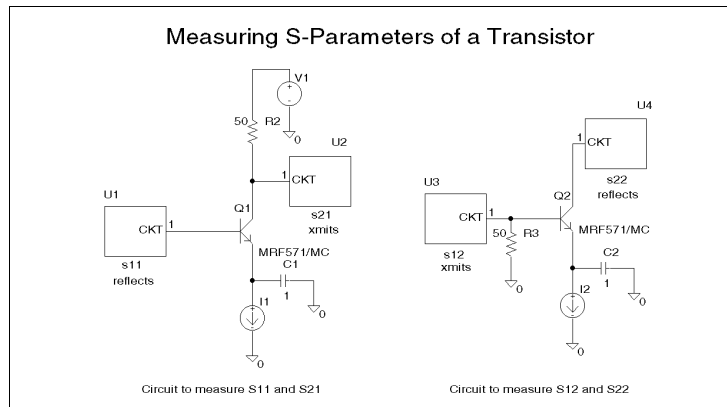 Measuring S-Parameters of a Transistor
V1
50 R2
0
U2
1 CKT
s21
xmits
U1
CKT 1
s11
reflects
Q1
MRF571/MC
C1
1
0
I1
0
Circuit to measure S11 and S21
U4
1
CKT
s22
reflects
U3
CKT 1
s12
xmits
Q2
MRF571/MC
50 R3
0
C2
1
0
I2
0
Circuit to measure S12 and S22